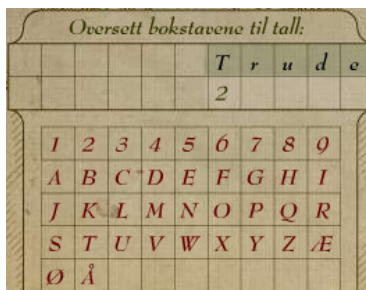 Oversett bokstavene til tall:
T r u d e
2
1 2 3 4 5 6 7 8 9
A B C D E F G H I
J K L M N O P Q R
S T U V W X Y Z Æ
Ø Å